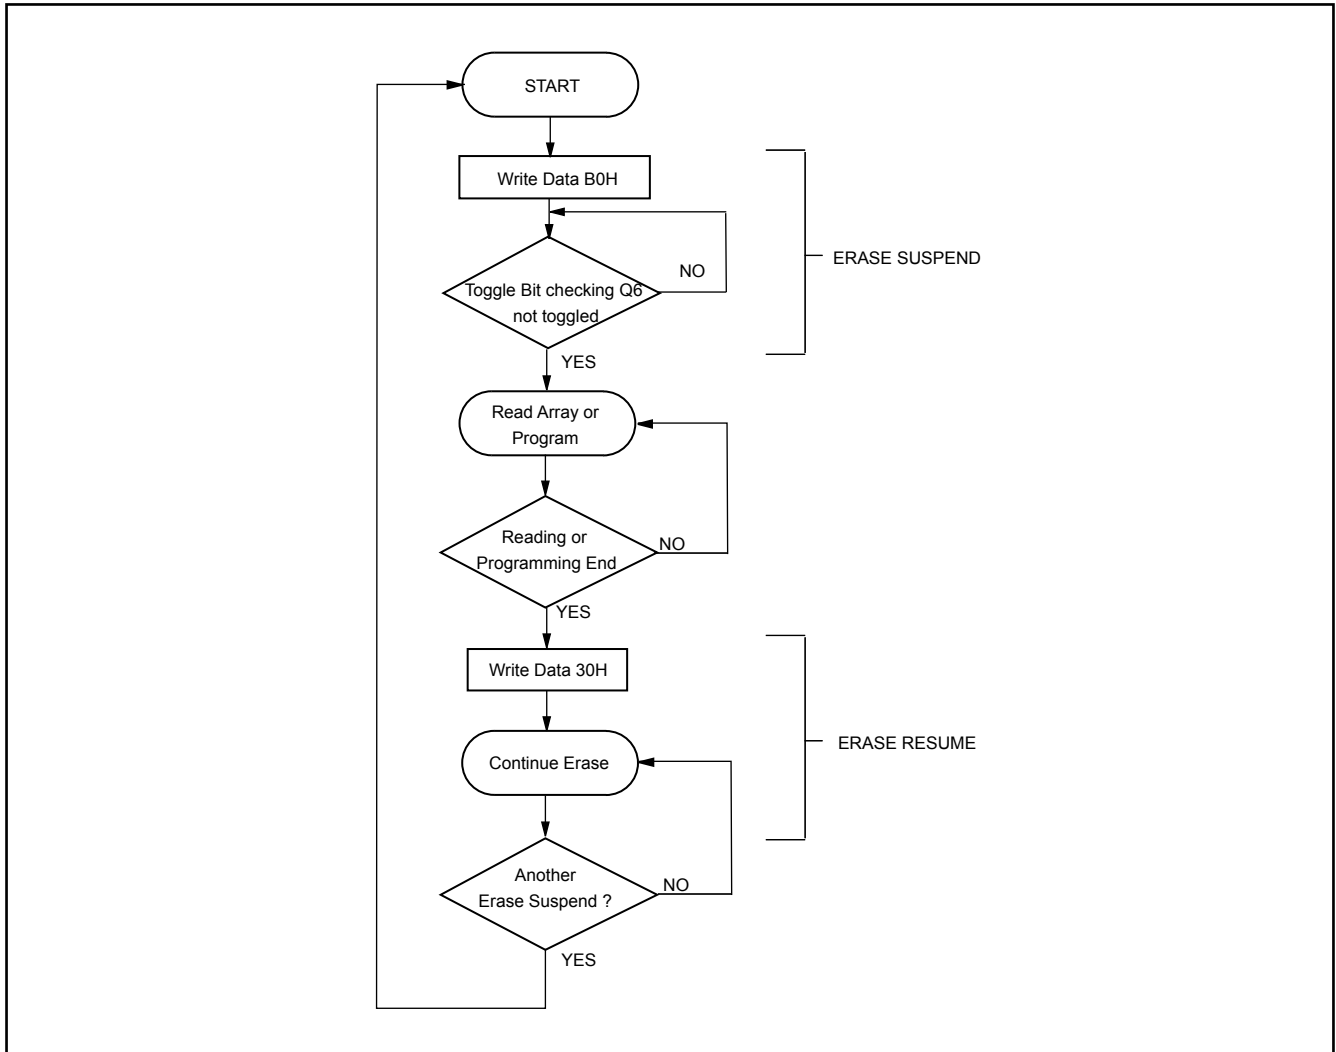 START
Write Data B0H
ERASE SUSPEND
NO
Toggle Bit checking Q6
not toggled
YES
Read Array or
Program
Reading or
NO
Programming End
YES
Write Data 30H
ERASE RESUME
Continue Erase
Another
NO
Erase Suspend ?
YES